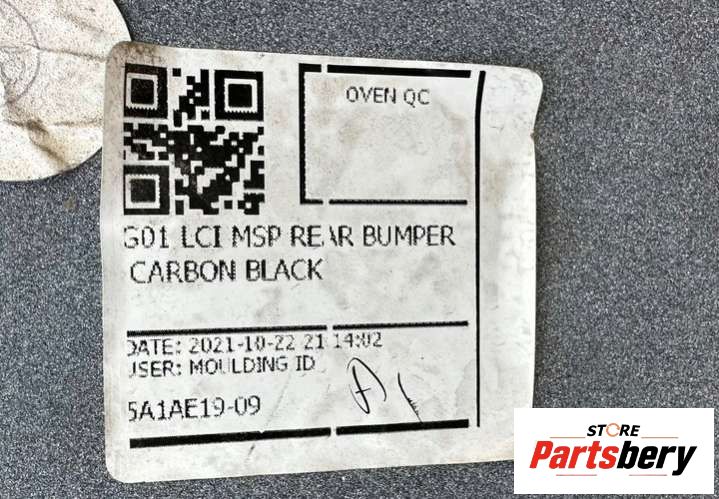 OVEN QC
G01 LCI MSP REAR BUMPER
CARBON BLACK
DATE: 2021-10-22 21:14:02
USER: MOULDING ID
5A1AE19-09
STORE
Partsbery